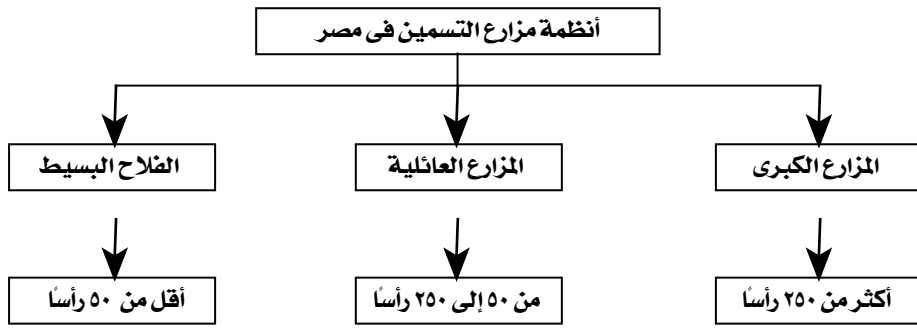 أنظمة مزارع التسمين فى مصر
المزارع الكبرى
المزارع العائلية
الفلاح البسيط
أكثر من ٢٥٠ رأسًا
من ٥٠ إلى ٢٥٠ رأسًا
أقل من ٥٠ رأسًا